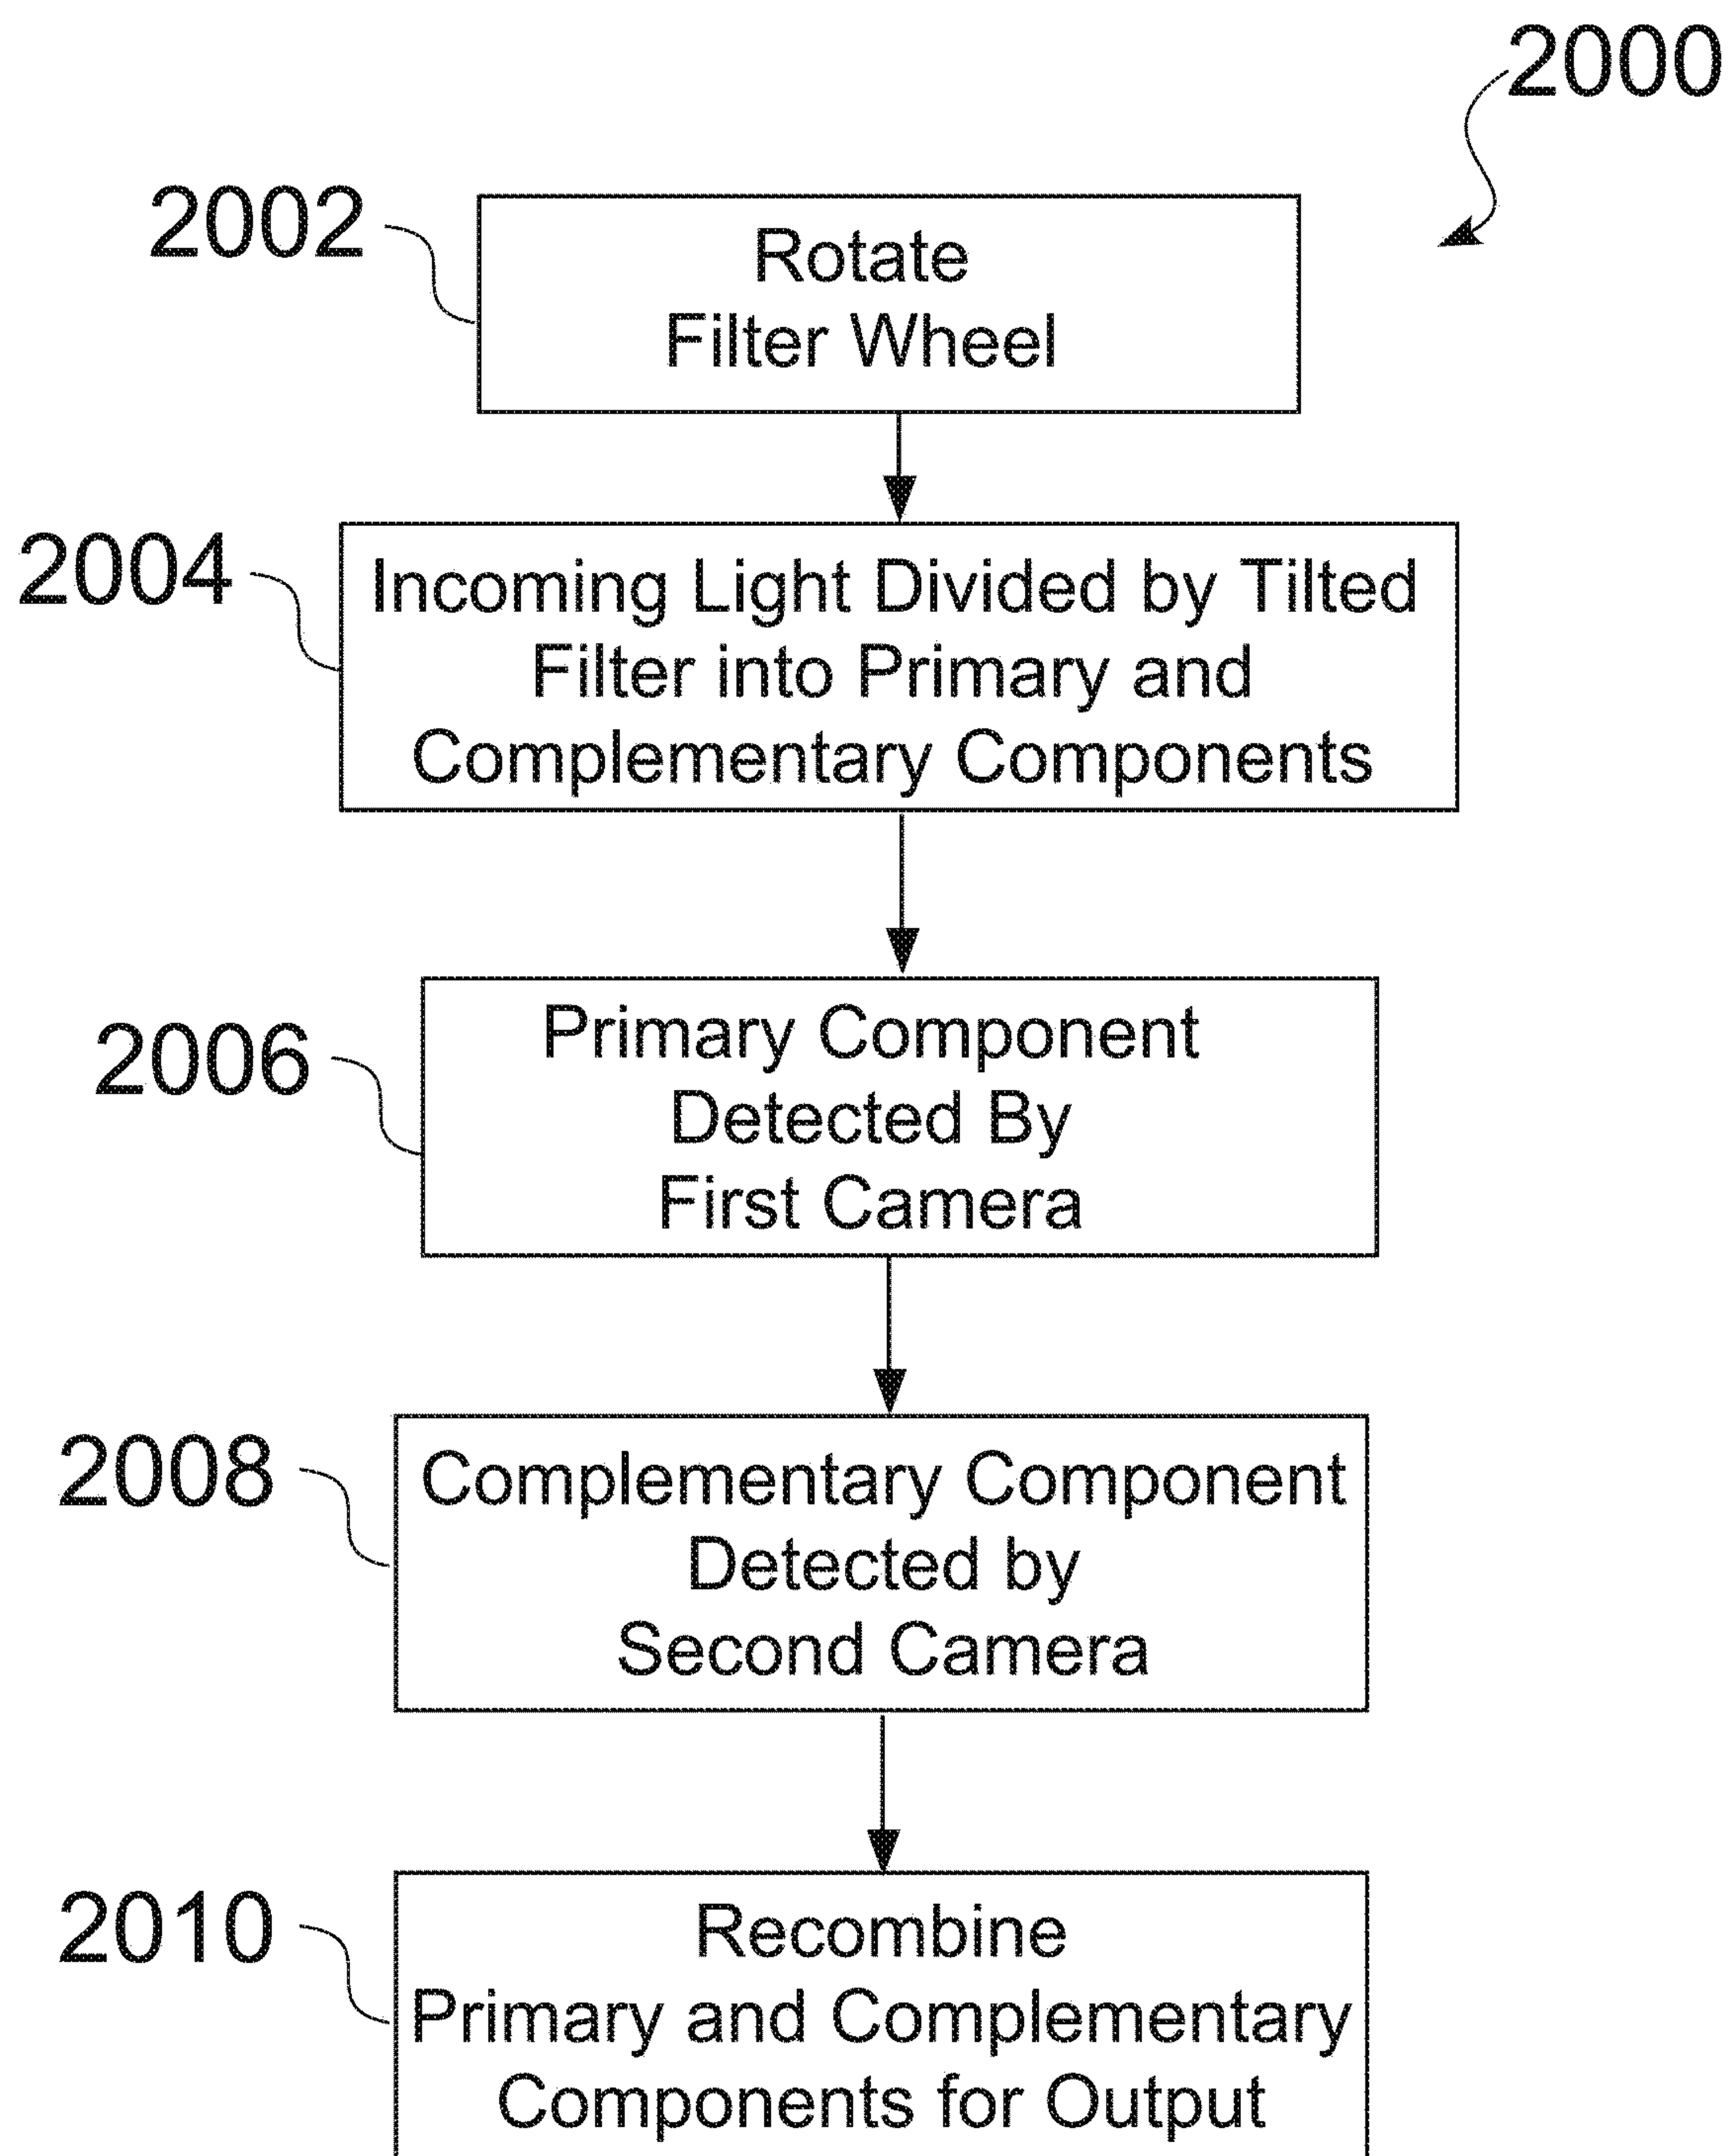 2000
2002
Rotate
Filter Wheel
2004
Incoming Light Divided by Tilted
Filter into Primary and
Complementary Components
2006
Primary Component
Detected By
First Camera
2008
Complementary Component
Detected by
Second Camera
2010
Recombine
Primary and Complementary
Components for Output